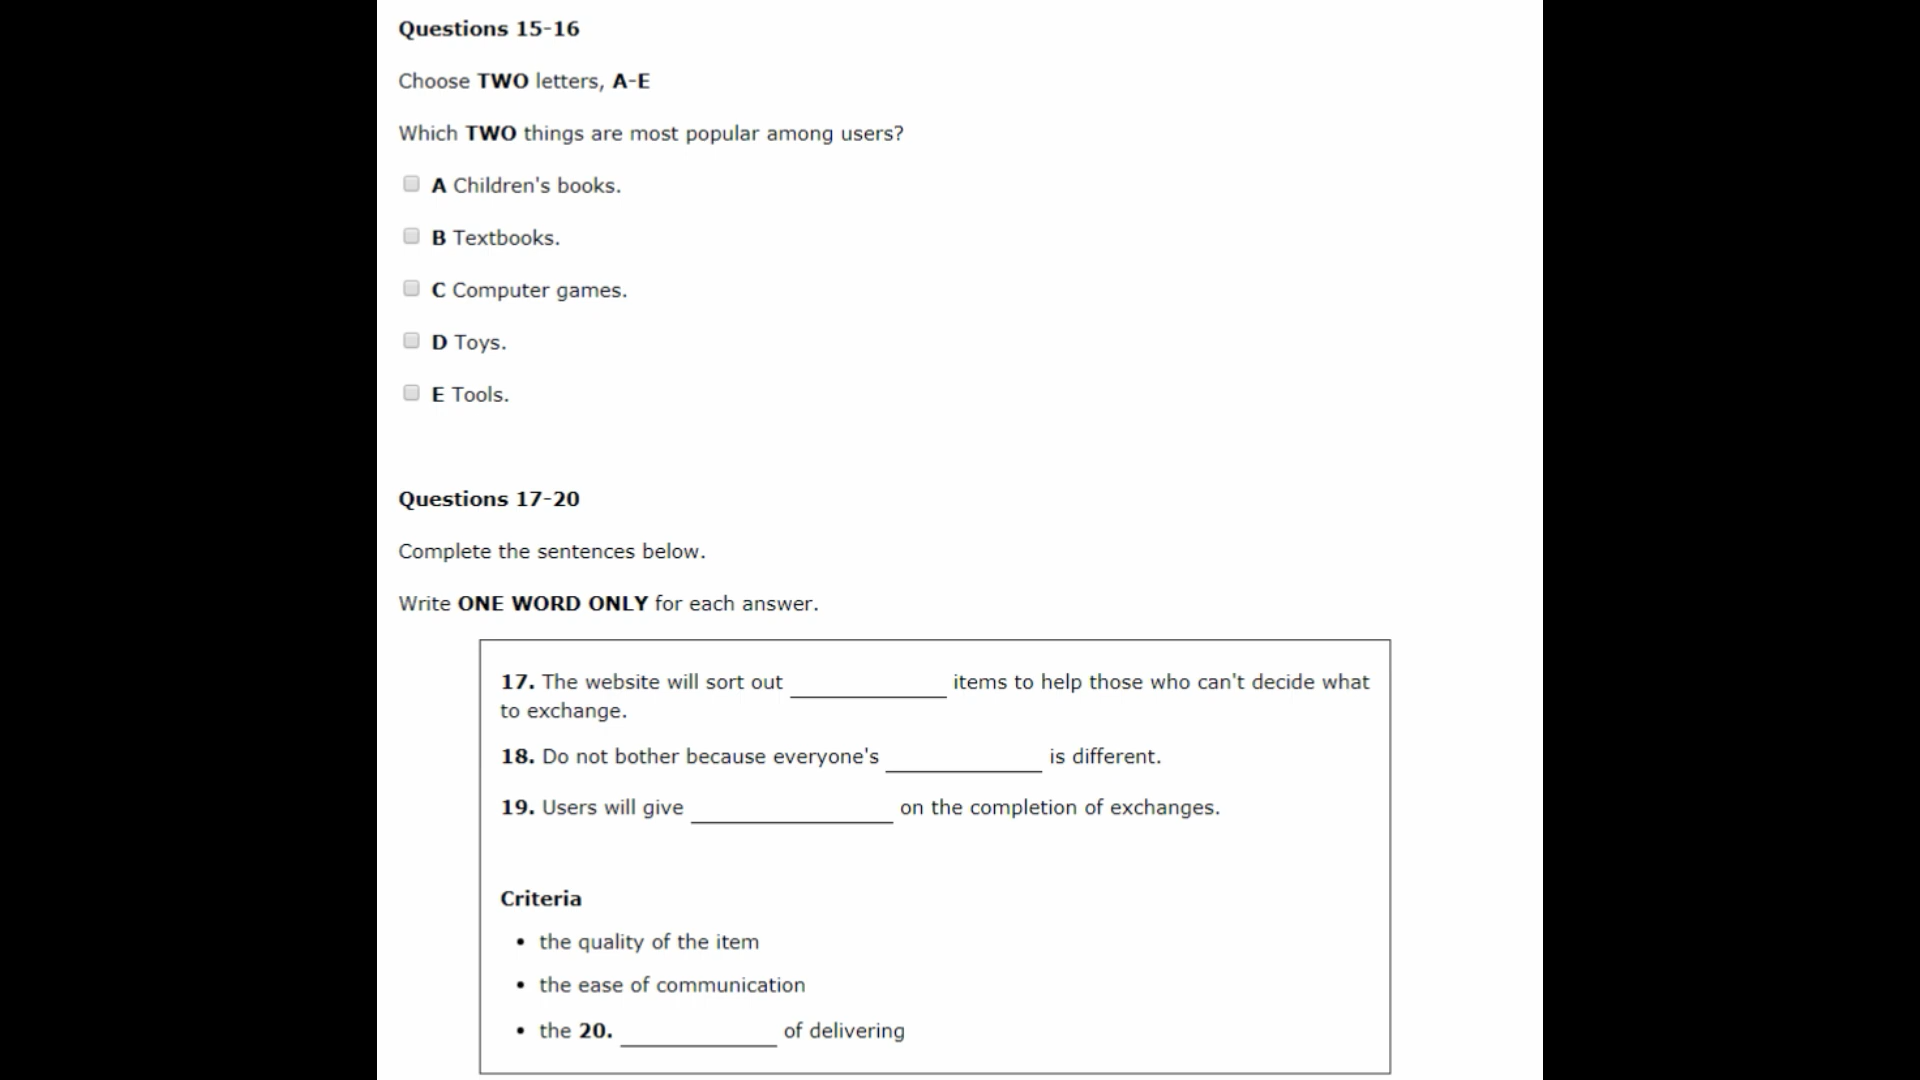 Questions 15-16
Choose TWO letters, A-E
Which TWO things are most popular among users?
A Children's books.
B Textbooks.
C Computer games.
D Toys.
E Tools.
Questions 17-20
Complete the sentences below.
Write ONE WORD ONLY for each answer.
17. The website will sort out ____________ items to help those who can't decide what
to exchange.
18. Do not bother because everyone's ____________ is different.
19. Users will give ________________ on the completion of exchanges.
Criteria
• the quality of the item
• the ease of communication
• the 20. ____________ of delivering